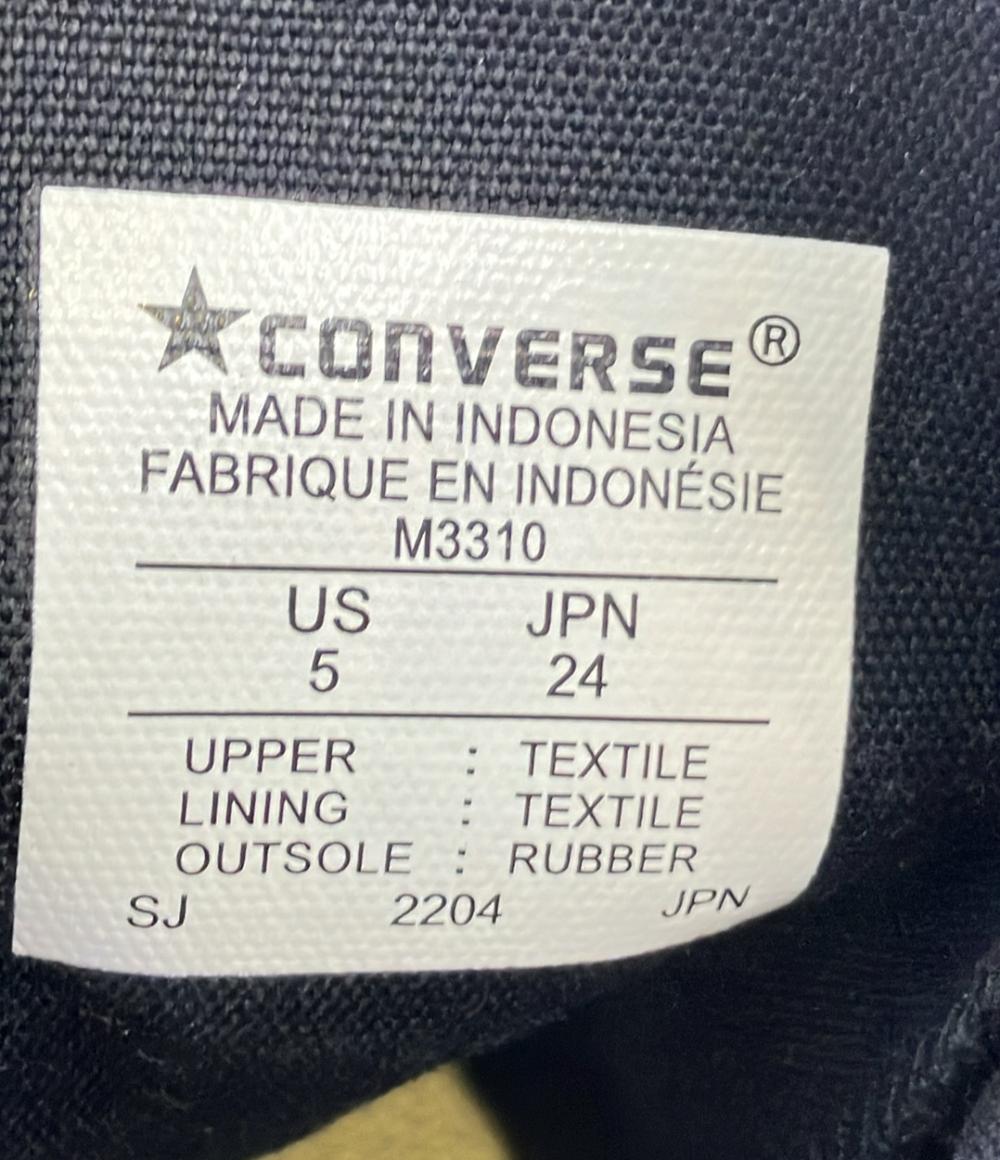 CONVERSE®
MADE IN INDONESIA
FABRIQUE EN INDONÉSIE
M3310
US JPN
5 24
UPPER : TEXTILE
LINING : TEXTILE
OUTSOLE : RUBBER
SJ 2204 JPN